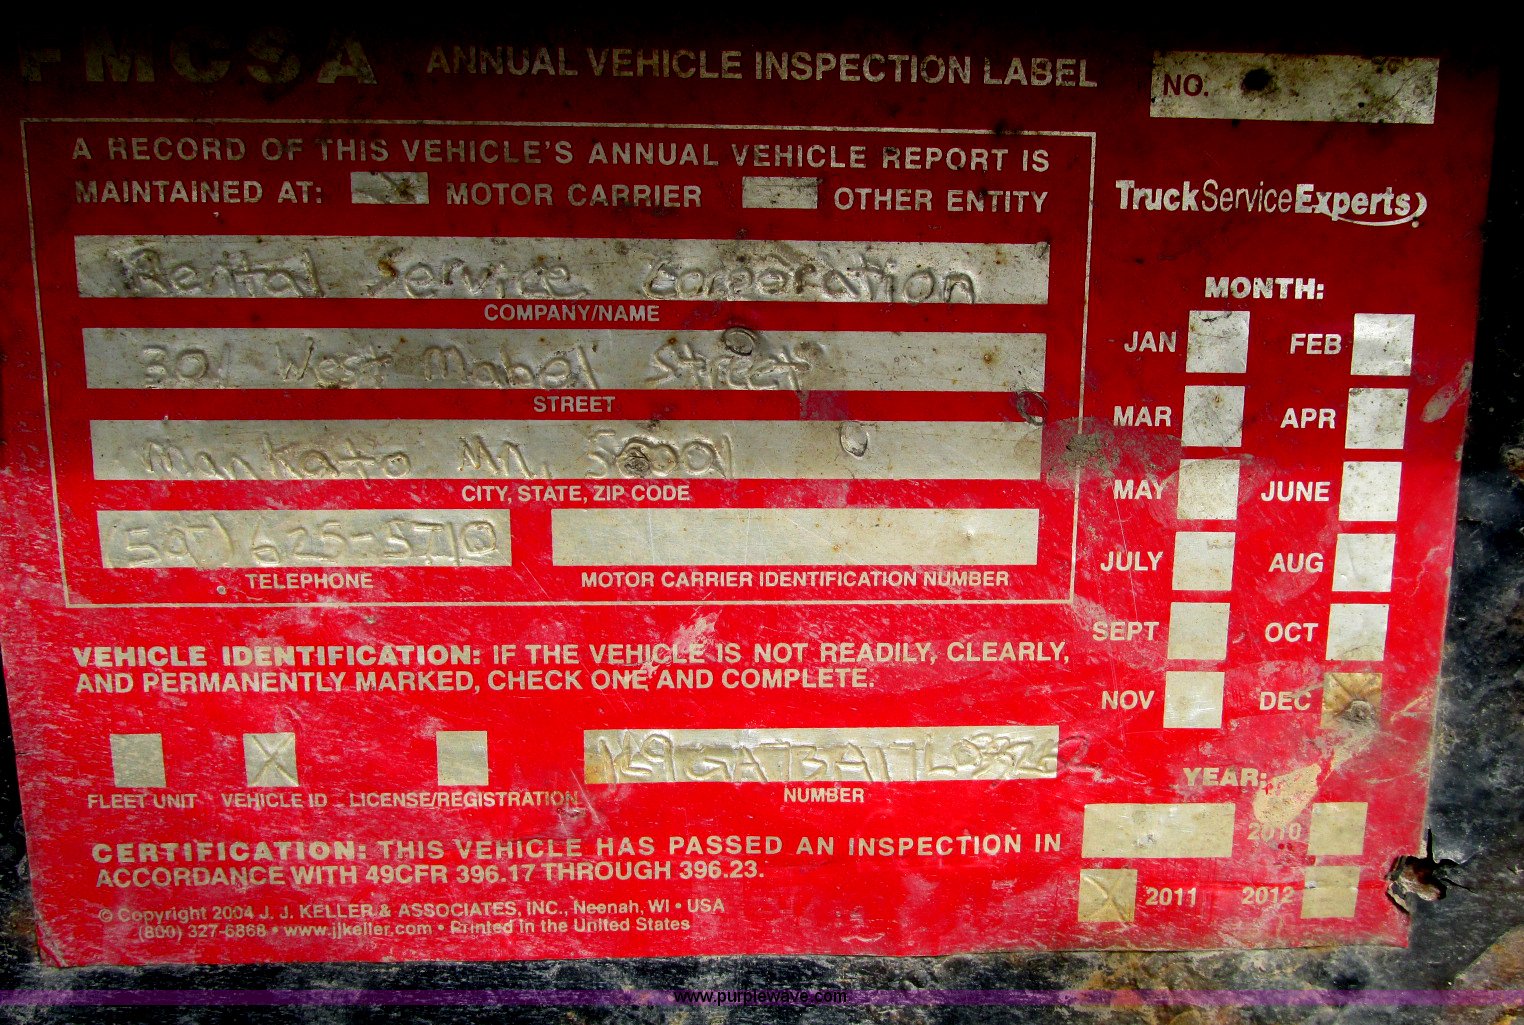 FMCSA ANNUAL VEHICLE INSPECTION LABEL
NO.
A RECORD OF THIS VEHICLE'S ANNUAL VEHICLE REPORT IS
MAINTAINED AT: X MOTOR CARRIER OTHER ENTITY
Rental Service Corporation
COMPANY/NAME
301 West Mabel Street
STREET
Mankato Mn, 56001
CITY, STATE, ZIP CODE
507) 625-5710
TELEPHONE
MOTOR CARRIER IDENTIFICATION NUMBER
VEHICLE IDENTIFICATION: IF THE VEHICLE IS NOT READILY, CLEARLY,
AND PERMANENTLY MARKED, CHECK ONE AND COMPLETE.
X
FLEET UNIT VEHICLE ID LICENSE/REGISTRATION
NUMBER
CERTIFICATION: THIS VEHICLE HAS PASSED AN INSPECTION IN
ACCORDANCE WITH 49CFR 396.17 THROUGH 396.23.
© Copyright 2004 J. J. KELLER & ASSOCIATES, INC., Neenah, WI • USA
(800) 327-6868 • www.jjkeller.com • Printed in the United States
TruckServiceExperts
MONTH:
JAN FEB
MAR APR
MAY JUNE
JULY AUG
SEPT OCT
NOV DEC X
YEAR:
2010
X 2011 2012
www.purplewave.com